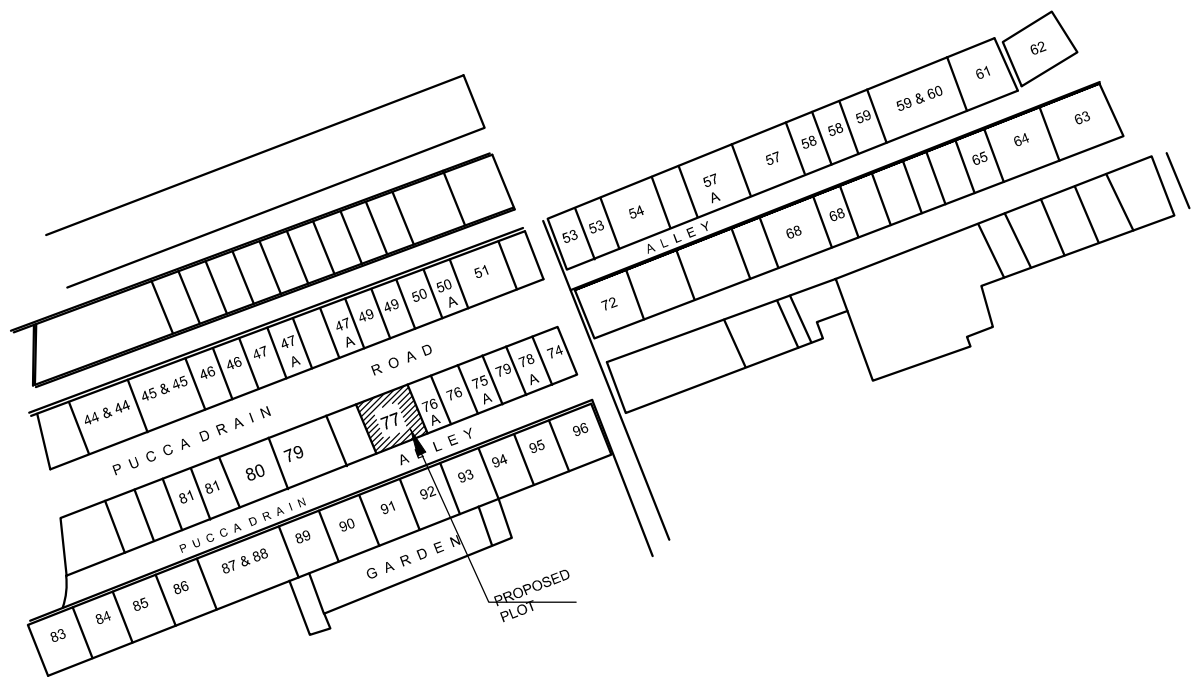 62
61
59 & 60
59
58
58
57
57
A
54
53
53
ALLEY
63
64
65
68
68
72
51
50
A
50
49
49
47
A
47
A
47
46
46
45 & 45
44 & 44
PUCCA DRAIN
ROAD
74
78
A
79
75
A
76
76
A
77
79
80
81
81
PUCCA DRAIN
ALLEY
96
95
94
93
92
91
90
89
87 & 88
86
85
84
83
GARDEN
PROPOSED
PLOT